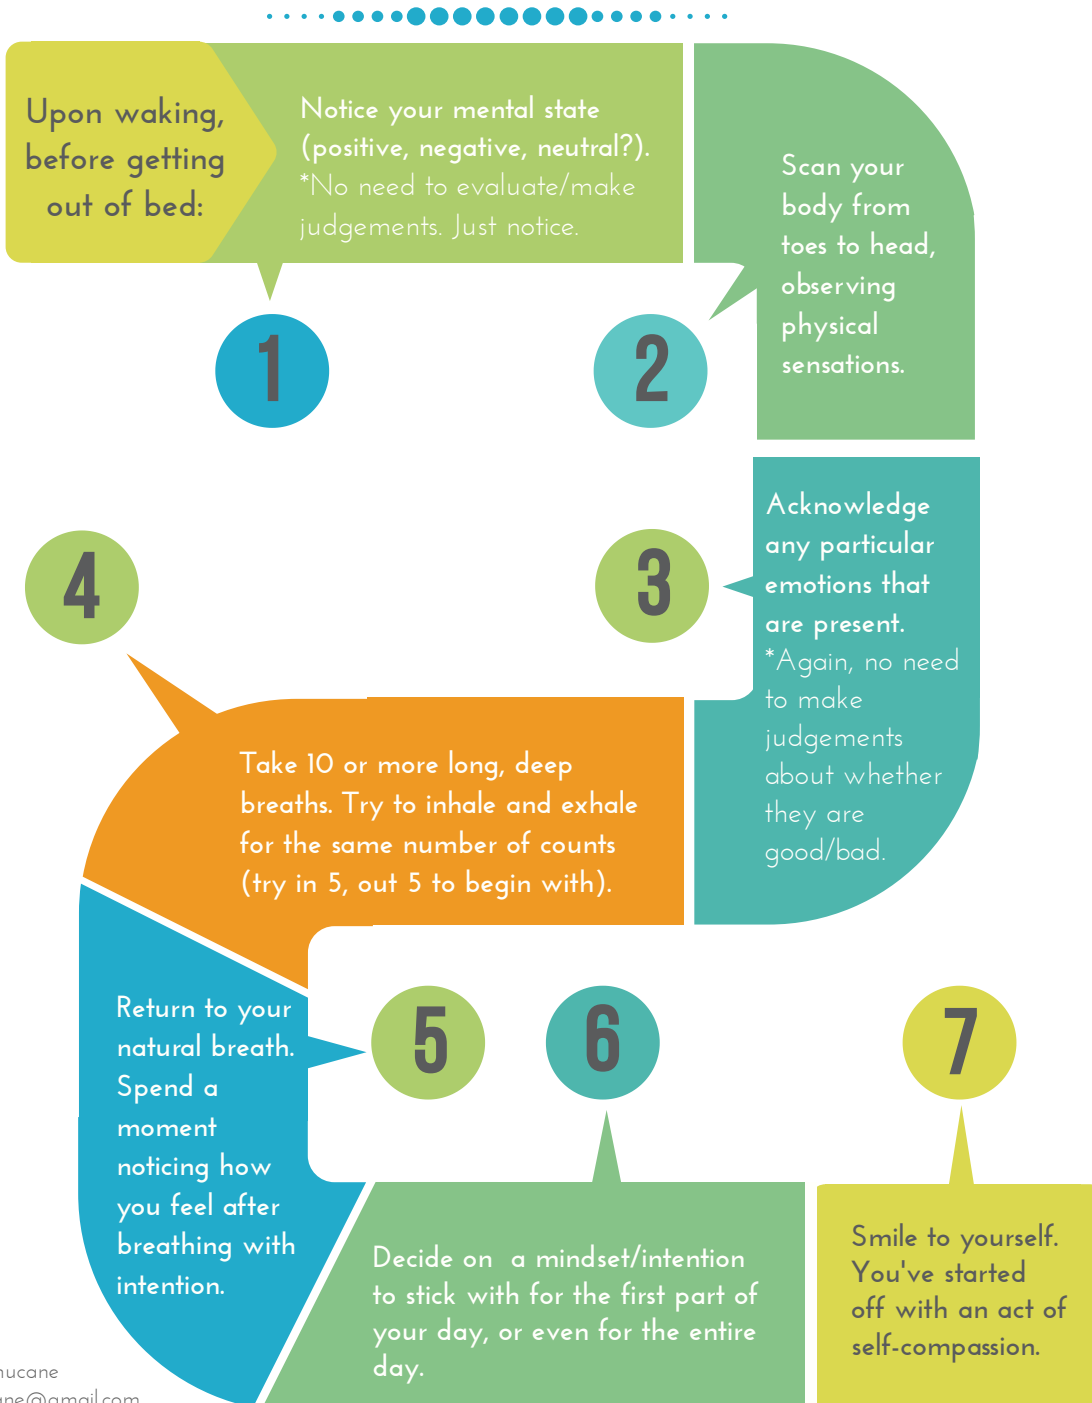 Upon waking,
before getting
out of bed:
Notice your mental state
(positive, negative, neutral?).
*No need to evaluate/make
judgements. Just notice.
1
Scan your
body from
toes to head,
observing
physical
sensations.
2
Acknowledge
any particular
emotions that
are present.
*Again, no need
to make
judgements
about whether
they are
good/bad.
3
4
Take 10 or more long, deep
breaths. Try to inhale and exhale
for the same number of counts
(try in 5, out 5 to begin with).
Return to your
natural breath.
Spend a
moment
noticing how
you feel after
breathing with
intention.
5
6
Decide on a mindset/intention
to stick with for the first part of
your day, or even for the entire
day.
7
Smile to yourself.
You've started
off with an act of
self-compassion.